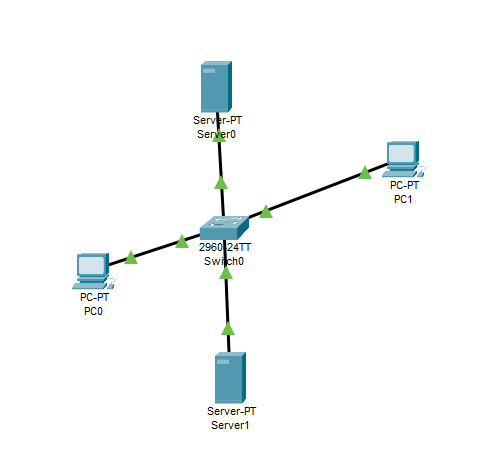 Server-PT
Server0
PC-PT
PC1
2960-24TT
Switch0
PC-PT
PC0
Server-PT
Server1